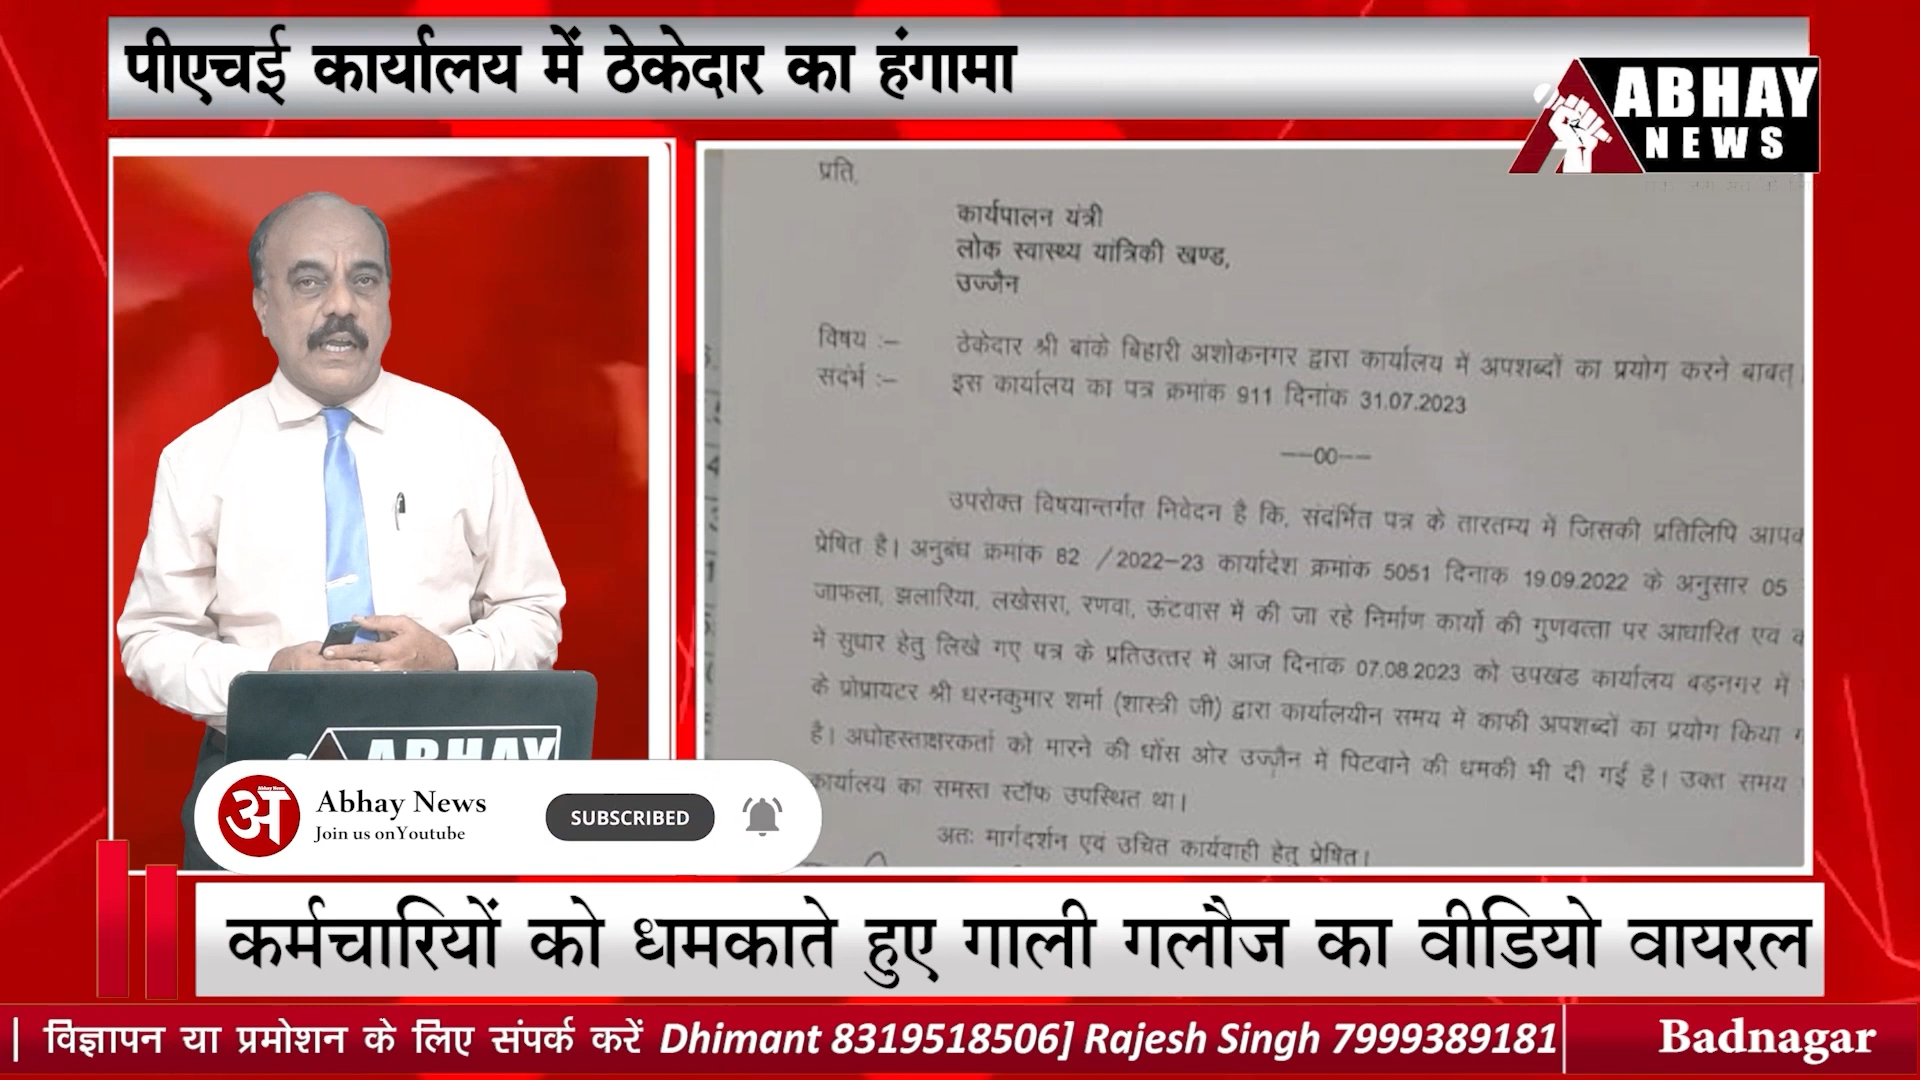 पीएचई कार्यालय में ठेकेदार का हंगामा
ABHAY
NEWS
प्रति,
कार्यपालन यंत्री
लोक स्वास्थ्य यांत्रिकी खण्ड,
उज्जैन
विषय :– ठेकेदार श्री बांके बिहारी अशोकनगर द्वारा कार्यालय में अपशब्दों का प्रयोग करने बाबत्।
संदर्भ :– इस कार्यालय का पत्र क्रमांक 911 दिनांक 31.07.2023
––00––
उपरोक्त विषयान्तर्गत निवेदन है कि, संदंर्भित पत्र के तारतम्य में जिसकी प्रतिलिपि
प्रेषित है। अनुबंध क्रमांक 82 /2022–23 कार्यादेश क्रमांक 5051 दिनांक 19.09.2022 के अनुसार 05
जाफला, झलारिया, लखेसरा, रणवा, ऊंटवास में की जा रहे निर्माण कार्यो की गुणवत्ता पर आधारित एवं
में सुधार हेतु लिखे गए पत्र के प्रतिउत्तर में आज दिनांक 07.08.2023 को उपखंड कार्यालय बड़नगर में
के प्रोप्रायटर श्री धरनकुमार शर्मा (शास्त्री जी) द्वारा कार्यालयीन समय में काफी अपशब्दों का प्रयोग किया
है। अधोहस्ताक्षरकर्ता को मारने की धोंस ओर उज्जैन में पिटवाने की धमकी भी दी गई है। उक्त समय
कार्यालय का समस्त स्टॉफ उपस्थित था।
अतः मार्गदर्शन एवं उचित कार्यवाही हेतु प्रेषित।
ABHAY
अ
Abhay News
Join us onYoutube
SUBSCRIBED
कर्मचारियों को धमकाते हुए गाली गलौज का वीडियो वायरल
| विज्ञापन या प्रमोशन के लिए संपर्क करें Dhimant 8319518506] Rajesh Singh 7999389181
Badnagar